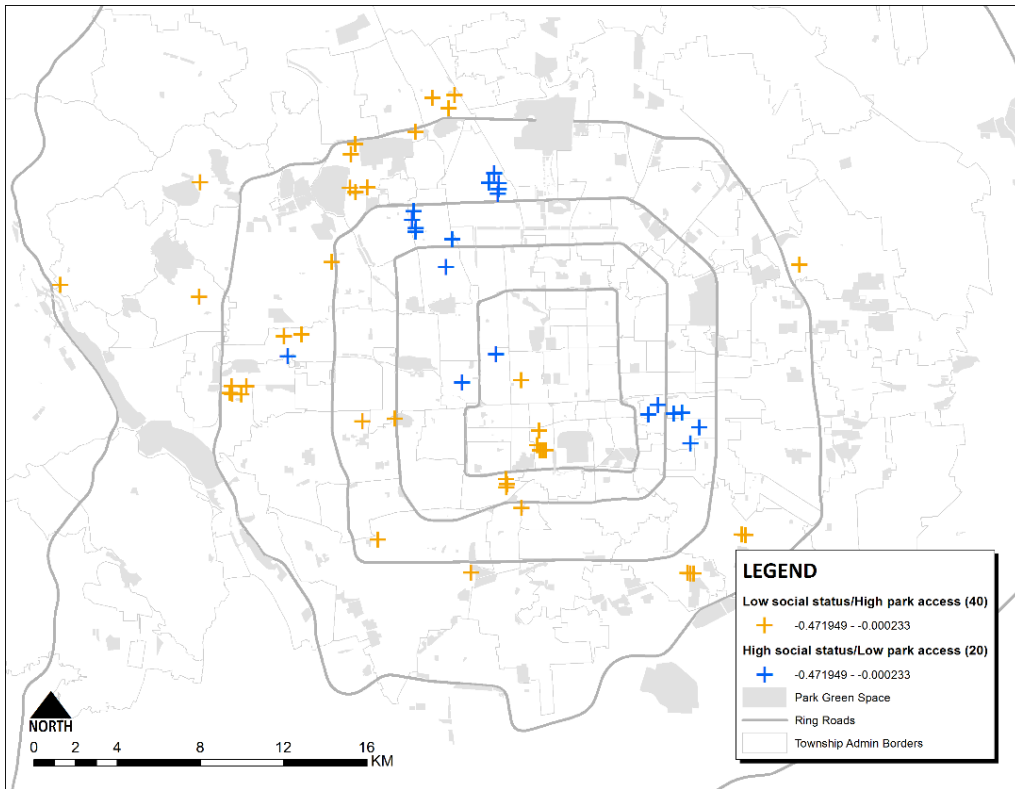 LEGEND
Low social status/High park access (40)
-0.471949 - -0.000233
High social status/Low park access (20)
-0.471949 - -0.000233
Park Green Space
Ring Roads
Township Admin Borders
NORTH
0 2 4 8 12 16
KM